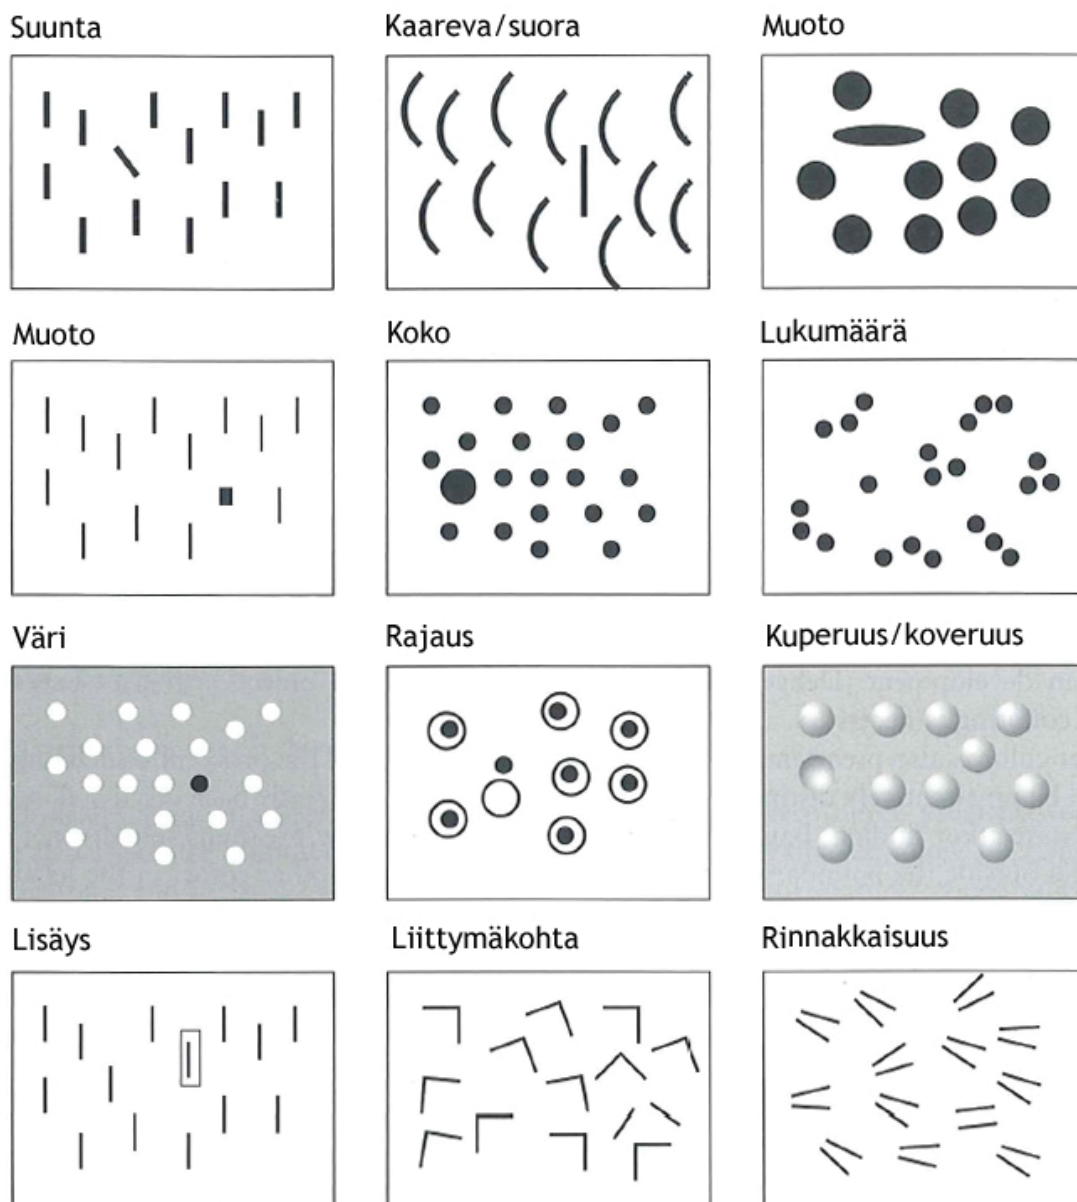 Suunta
Kaareva/suora
Muoto
Muoto
Koko
Lukumäärä
Väri
Rajaus
Kuperuus/koveruus
Lisäys
Liittymäkohta
Rinnakkaisuus